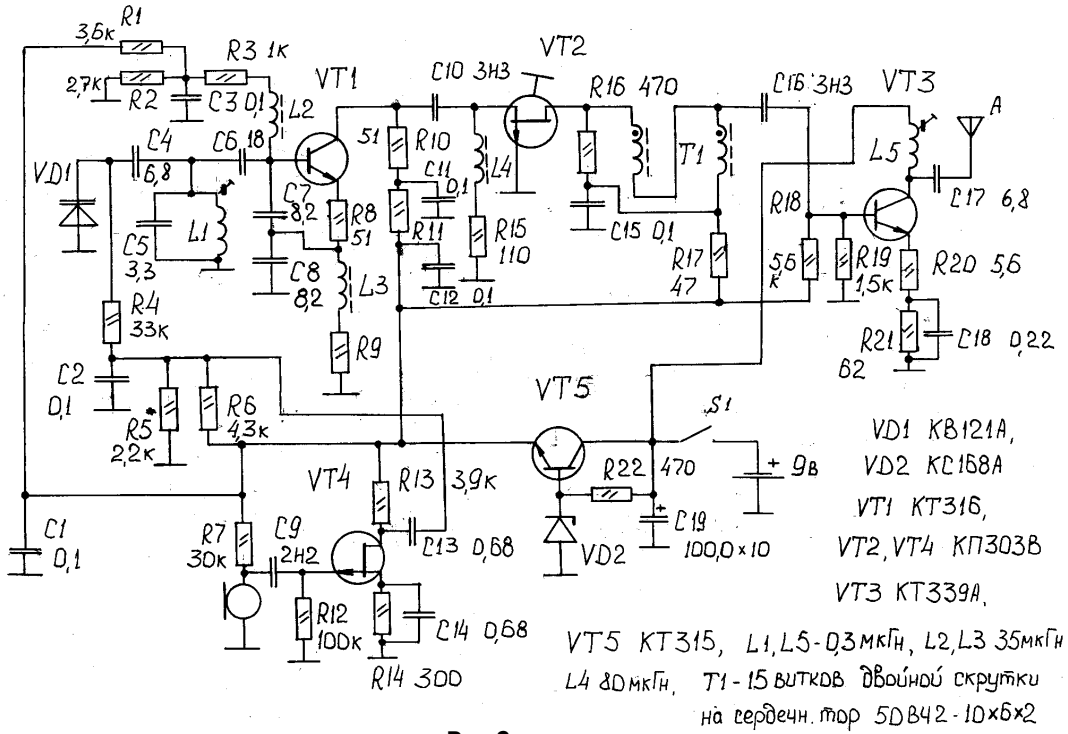 R1
3,6к
2,7к
R2
R3 1к
C3 0,1
L2
VT1
C10 3Н3
VT2
R16 470
C16 3Н3
VT3
A
C4
6,8
C6 18
VD1
51
R10
C11
0,1
L4
T1
L5
C17 6,8
C7
8,2
R8
51
R11
R15
110
C15 0,1
R18
C5
3,3
L1
C8
8,2
L3
C12 0,1
R17
47
5,6
к
R19
1,5к
R20 5,6
R4
33к
R9
R21
62
C18 0,22
C2
0,1
R5*
2,2к
R6
4,3к
VT5
S1
VT4
R13 3,9к
R22
470
+ 9в
C1
0,1
R7
30к
C9
2Н2
C13 0,68
VD2
+
C19
100,0×10
R12
100к
C14 0,68
R14 300
VD1 КВ121А,
VD2 КС168А
VT1 КТ316,
VT2, VT4 КП303В
VT3 КТ339А,
VT5 КТ315, L1, L5-0,3мкГн, L2, L3 35мкГн
L4 80мкГн, T1-15 витков двойной скрутки
на сердечн. тор 50В42-10×6×2